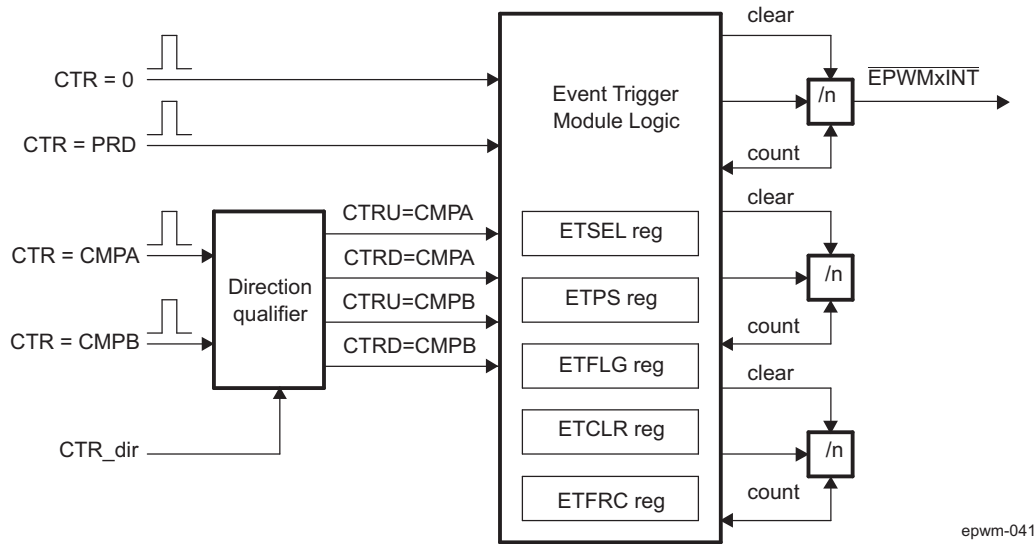 CTR = 0
CTR = PRD
CTR = CMPA
CTR = CMPB
CTR_dir
Direction
qualifier
CTRU=CMPA
CTRD=CMPA
CTRU=CMPB
CTRD=CMPB
Event Trigger
Module Logic
ETSEL reg
ETPS reg
ETFLG reg
ETCLR reg
ETFRC reg
clear
/n
EPWMxINT
count
clear
/n
count
clear
/n
count
epwm-041